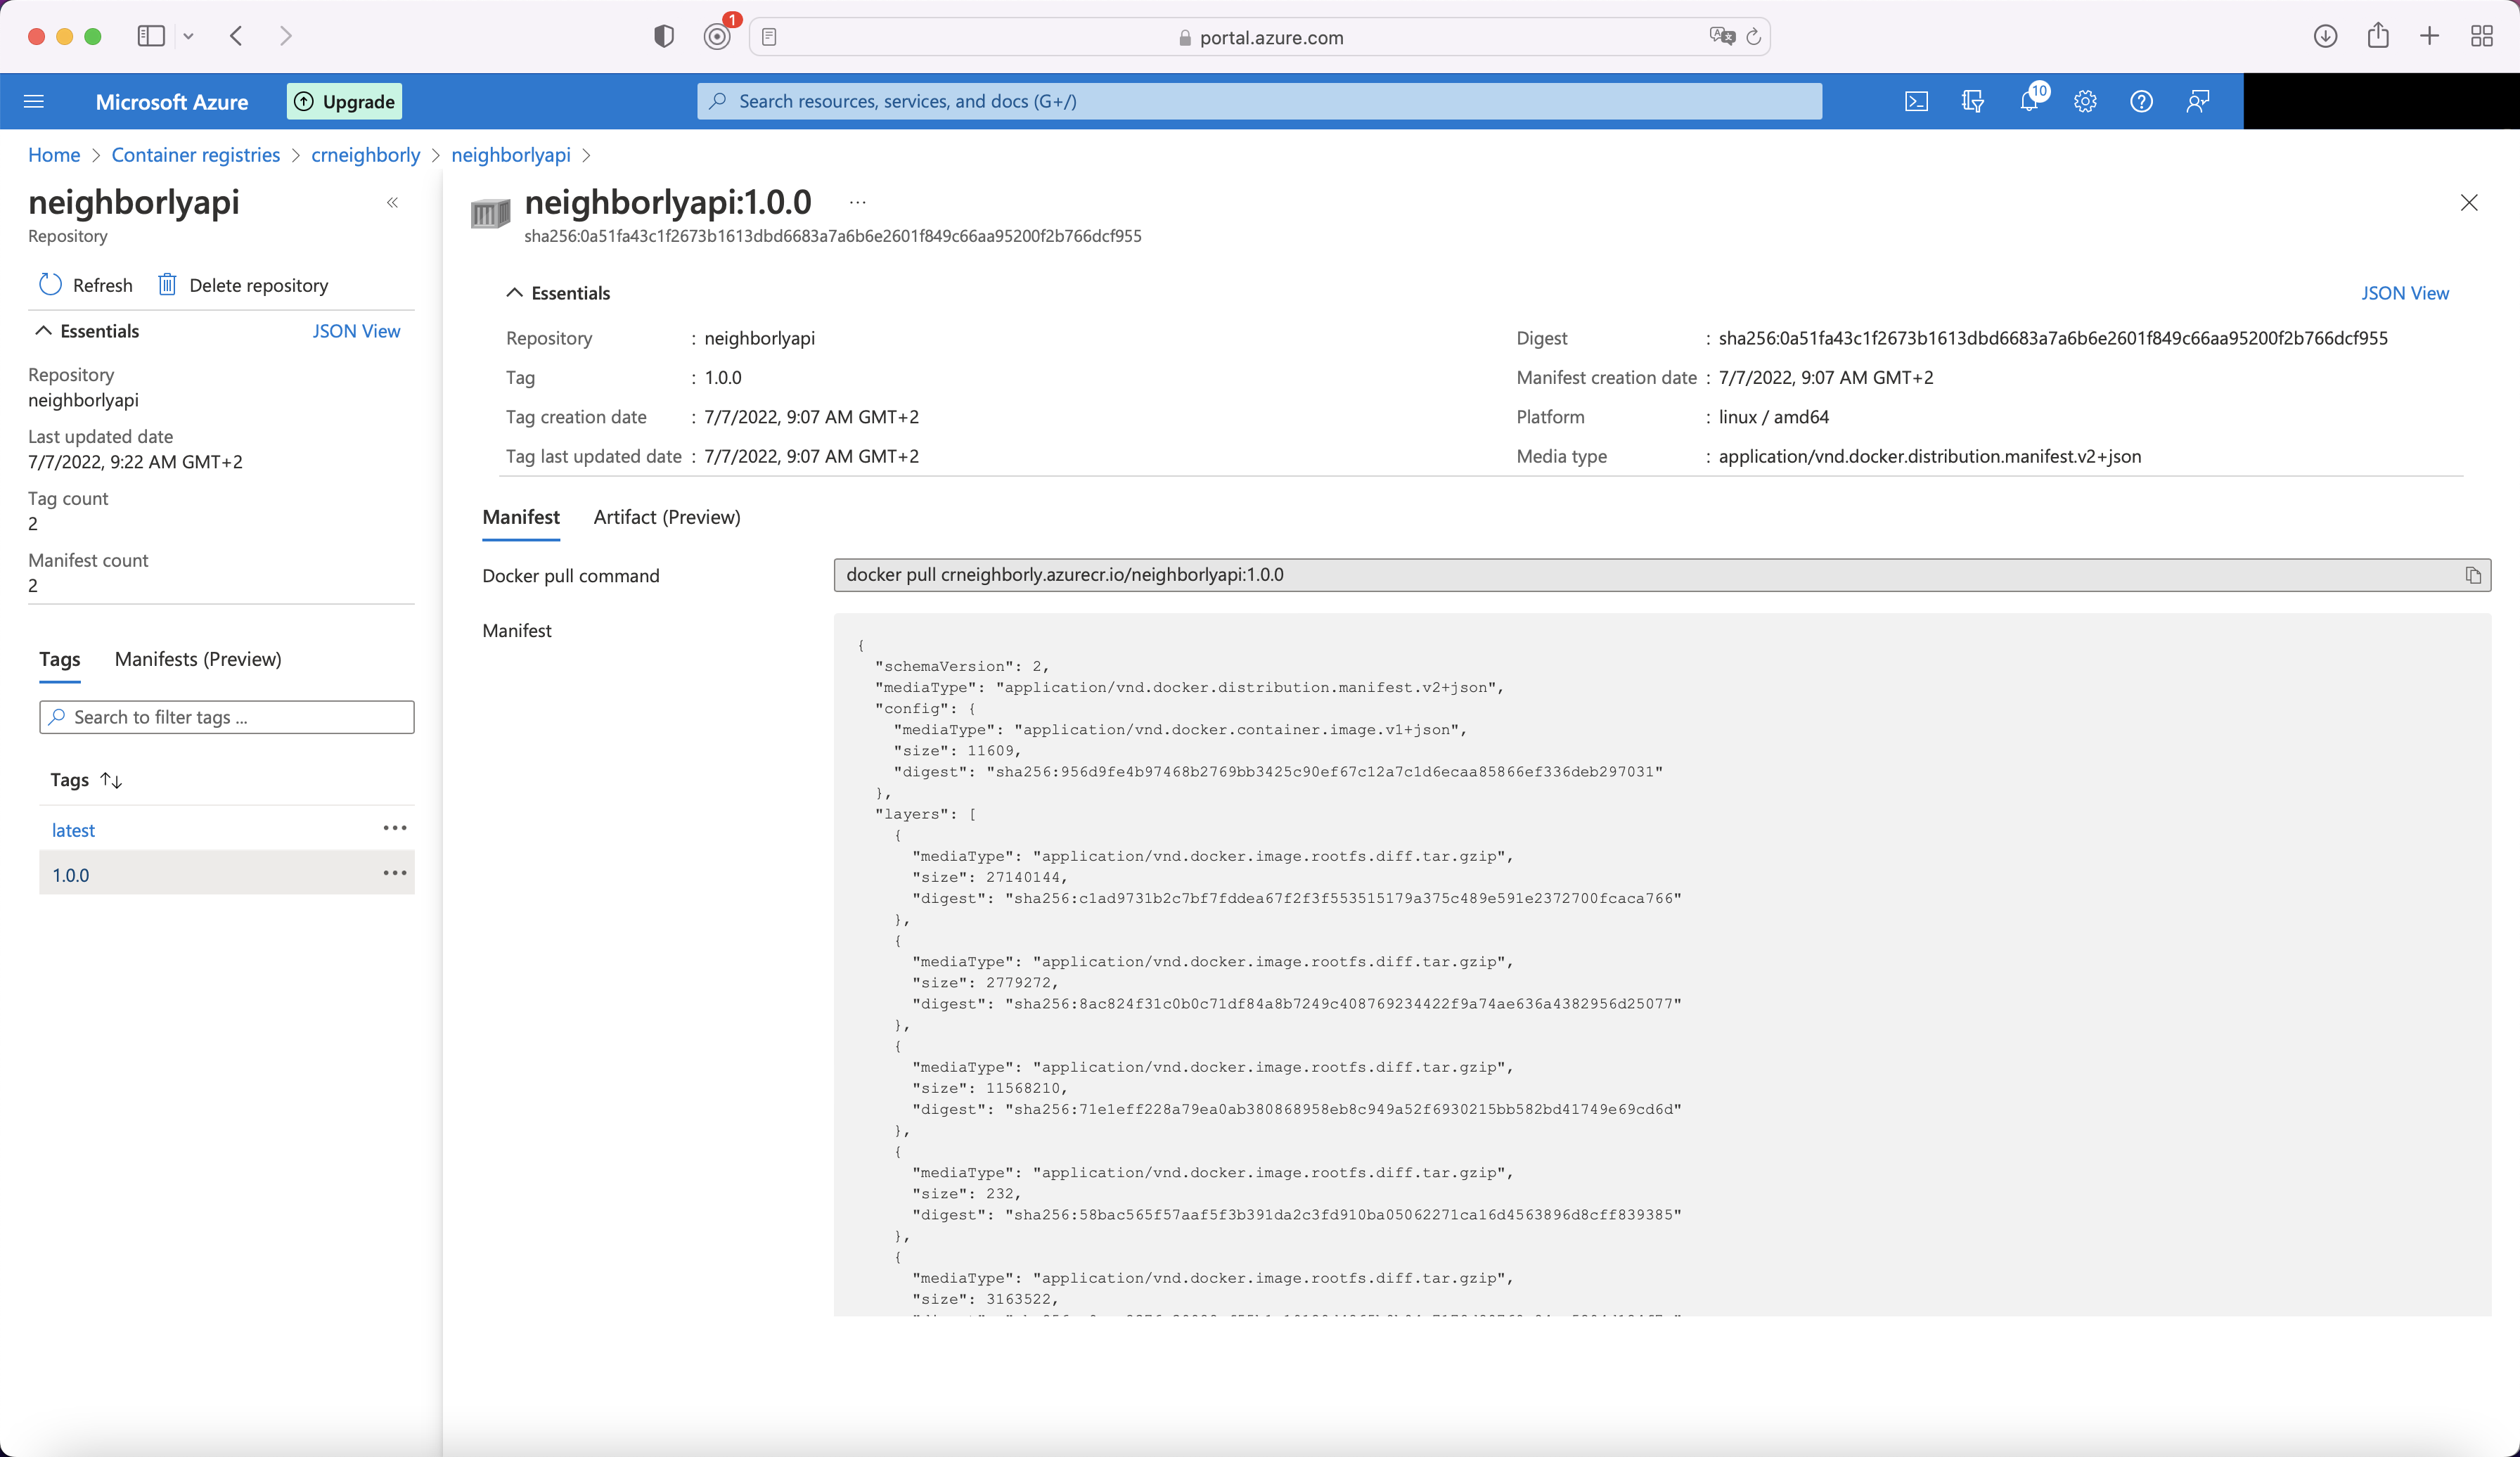 1
portal.azure.com
Microsoft Azure
Upgrade
Search resources, services, and docs (G+/)
10
Home > Container registries > crneighborly > neighborlyapi >
neighborlyapi
Repository
Refresh
Delete repository
Essentials
JSON View
Repository
neighborlyapi
Last updated date
7/7/2022, 9:22 AM GMT+2
Tag count
2
Manifest count
2
Tags
Manifests (Preview)
Search to filter tags ...
Tags
latest
1.0.0
neighborlyapi:1.0.0
sha256:0a51fa43c1f2673b1613dbd6683a7a6b6e2601f849c66aa95200f2b766dcf955
Essentials
JSON View
Repository : neighborlyapi
Tag : 1.0.0
Tag creation date : 7/7/2022, 9:07 AM GMT+2
Tag last updated date : 7/7/2022, 9:07 AM GMT+2
Digest : sha256:0a51fa43c1f2673b1613dbd6683a7a6b6e2601f849c66aa95200f2b766dcf955
Manifest creation date : 7/7/2022, 9:07 AM GMT+2
Platform : linux / amd64
Media type : application/vnd.docker.distribution.manifest.v2+json
Manifest
Artifact (Preview)
Docker pull command
docker pull crneighborly.azurecr.io/neighborlyapi:1.0.0
Manifest
{
"schemaVersion": 2,
"mediaType": "application/vnd.docker.distribution.manifest.v2+json",
"config": {
"mediaType": "application/vnd.docker.container.image.v1+json",
"size": 11609,
"digest": "sha256:956d9fe4b97468b2769bb3425c90ef67c12a7c1d6ecaa85866ef336deb297031"
},
"layers": [
{
"mediaType": "application/vnd.docker.image.rootfs.diff.tar.gzip",
"size": 27140144,
"digest": "sha256:c1ad9731b2c7bf7fddea67f2f3f553515179a375c489e591e2372700fcaca766"
},
{
"mediaType": "application/vnd.docker.image.rootfs.diff.tar.gzip",
"size": 2779272,
"digest": "sha256:8ac824f31c0b0c71df84a8b7249c408769234422f9a74ae636a4382956d25077"
},
{
"mediaType": "application/vnd.docker.image.rootfs.diff.tar.gzip",
"size": 11568210,
"digest": "sha256:71e1eff228a79ea0ab380868958eb8c949a52f6930215bb582bd41749e69cd6d"
},
{
"mediaType": "application/vnd.docker.image.rootfs.diff.tar.gzip",
"size": 232,
"digest": "sha256:58bac565f57aaf5f3b391da2c3fd910ba05062271ca16d4563896d8cff839385"
},
{
"mediaType": "application/vnd.docker.image.rootfs.diff.tar.gzip",
"size": 3163522,